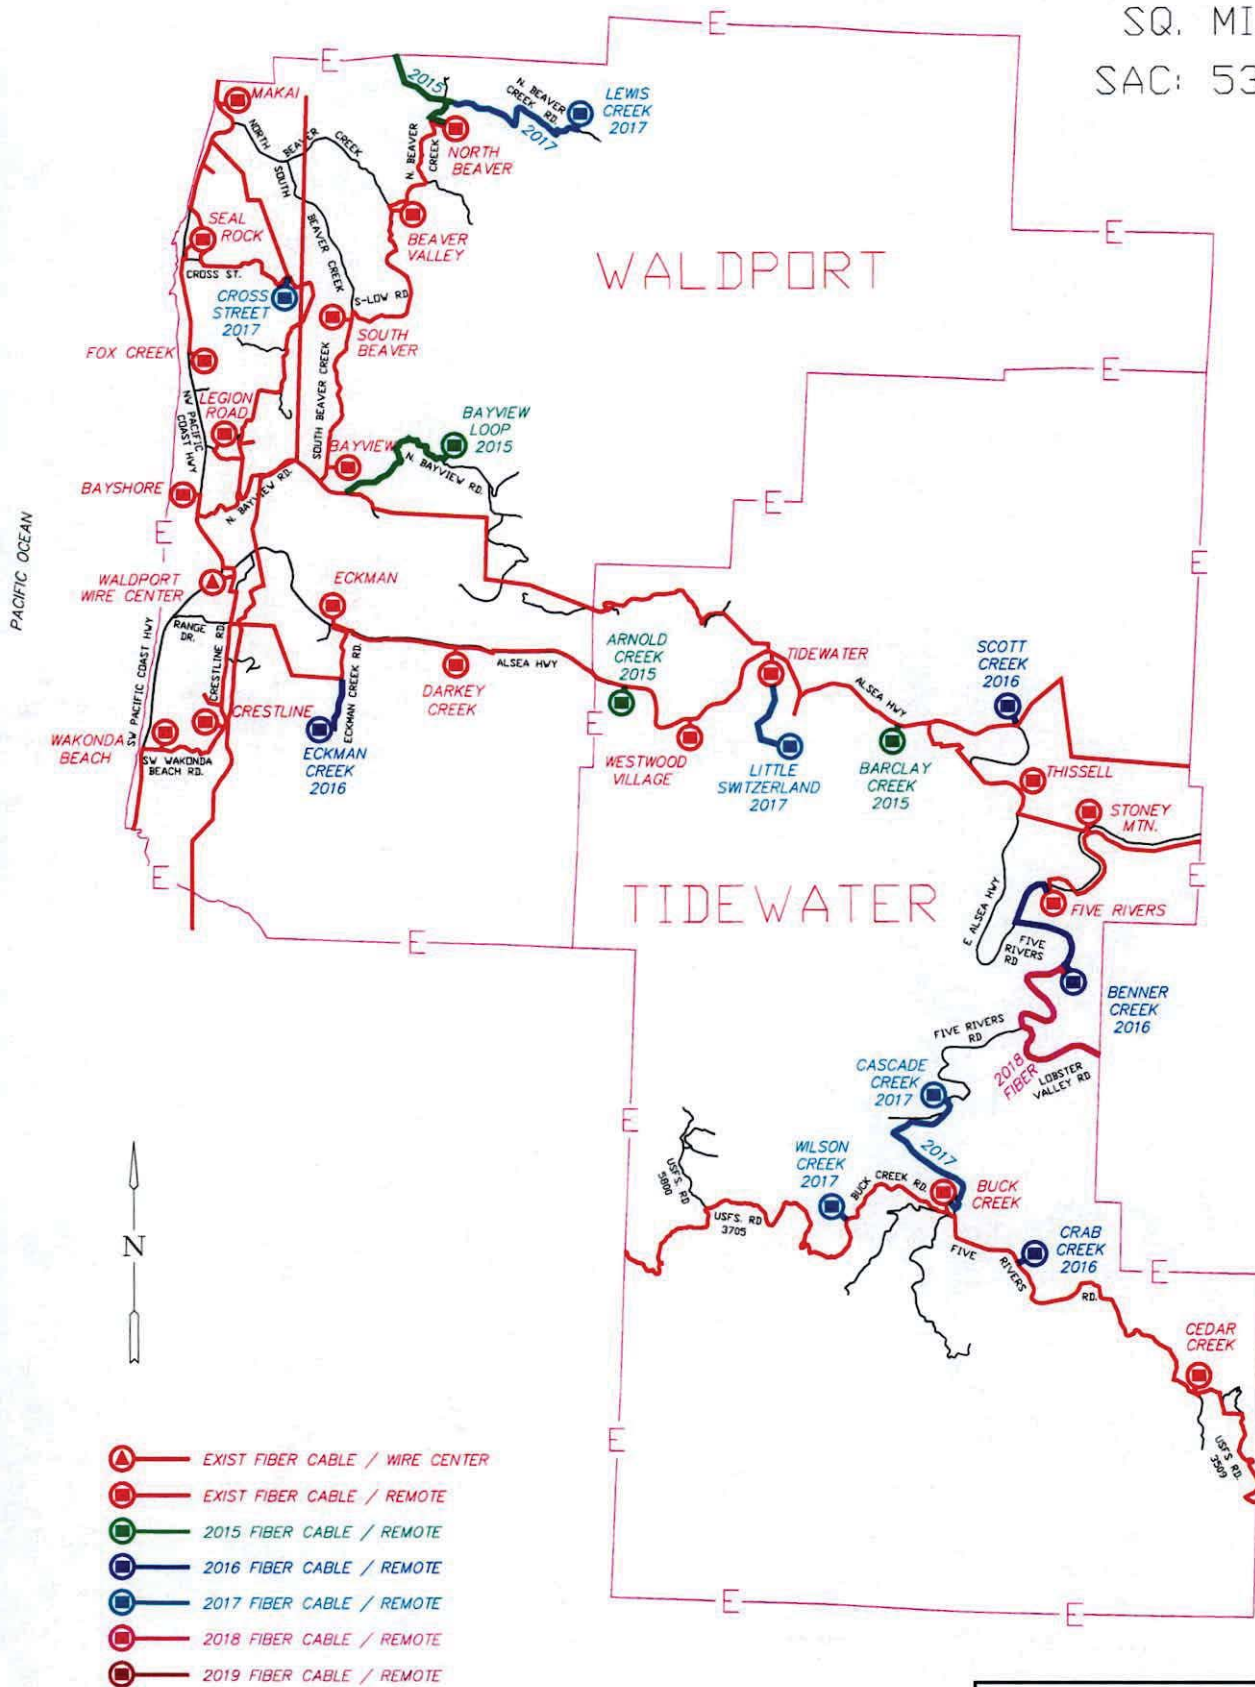 SQ. MI
SAC: 53
E
E
MAKAI
2015
N. BEAVER
CREEK RD.
LEWIS
CREEK
2017
2017
NORTH
BEAVER
CREEK
N. BEAVER
CREEK
NORTH
BEAVER
SOUTH
BEAVER CREEK
SEAL
ROCK
BEAVER
VALLEY
E
WALDPORT
CROSS ST.
CROSS
STREET
2017
S-LOW RD
SOUTH
BEAVER
FOX CREEK
SOUTH BEAVER CREEK
E
NW PACIFIC
COAST HWY
LEGION
ROAD
BAYVIEW
LOOP
2015
BAYVIEW
N. BAYVIEW RD.
BAYSHORE
N. BAYVIEW RD.
E
E
PACIFIC OCEAN
E
WALDPORT
WIRE CENTER
ECKMAN
RANGE
DR.
SW PACIFIC COAST HWY
CRESTLINE RD.
ECKMAN CREEK RD.
ARNOLD
CREEK
2015
TIDEWATER
SCOTT
CREEK
2016
ALSEA HWY
ALSEA HWY
DARKEY
CREEK
E
CRESTLINE
WAKONDA
BEACH
SW WAKONDA
BEACH RD.
ECKMAN
CREEK
2016
WESTWOOD
VILLAGE
LITTLE
SWITZERLAND
2017
BARCLAY
CREEK
2015
THISSELL
STONEY
MTN.
E
E
TIDEWATER
E ALSEA HWY
FIVE RIVERS
E
FIVE
RIVERS
RD
BENNER
CREEK
2016
FIVE RIVERS
RD
2018
FIBER
LOBSTER
VALLEY RD
CASCADE
CREEK
2017
E
2017
WILSON
CREEK
2017
USFS. RD
5800
BUCK CREEK RD.
BUCK
CREEK
USFS. RD
3705
N
FIVE
RIVERS
RD.
CRAB
CREEK
2016
E
CEDAR
CREEK
USFS RD.
3509
E
EXIST FIBER CABLE / WIRE CENTER
EXIST FIBER CABLE / REMOTE
2015 FIBER CABLE / REMOTE
2016 FIBER CABLE / REMOTE
2017 FIBER CABLE / REMOTE
2018 FIBER CABLE / REMOTE
2019 FIBER CABLE / REMOTE
E
E